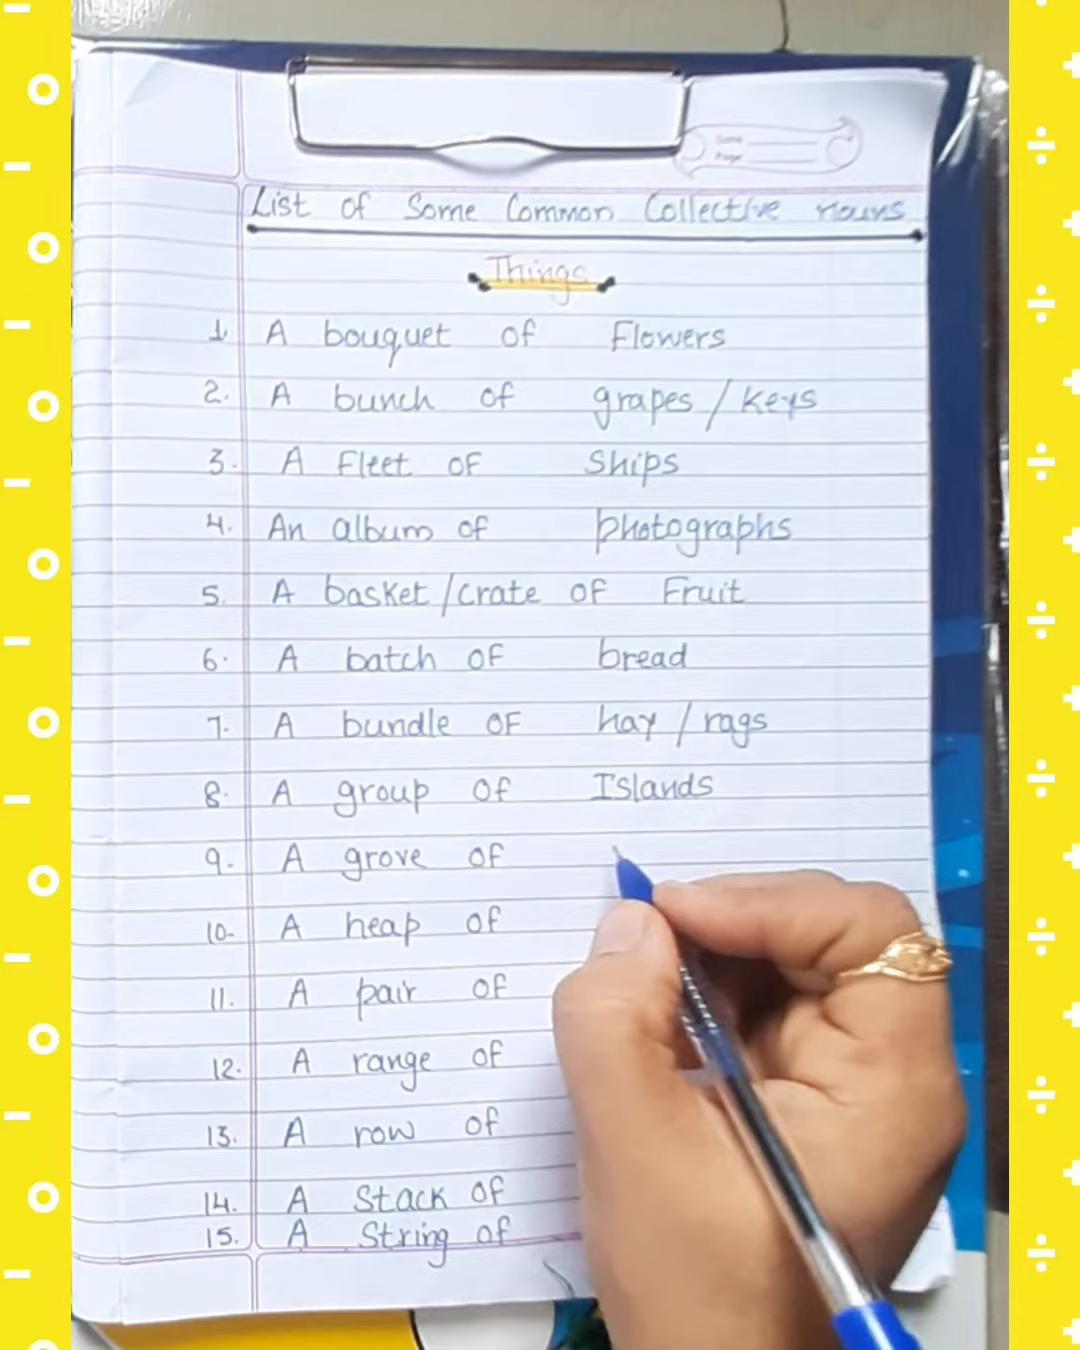 List of Some Common Collective nouns
Things
1. A bouquet of Flowers
2. A bunch of grapes / keys
3. A Fleet of Ships
4. An album of photographs
5. A basket / crate of Fruit
6. A batch of bread
7. A bundle of hay / rags
8. A group of Islands
9. A grove of
10. A heap of
11. A pair of
12. A range of
13. A row of
14. A Stack of
15. A String of